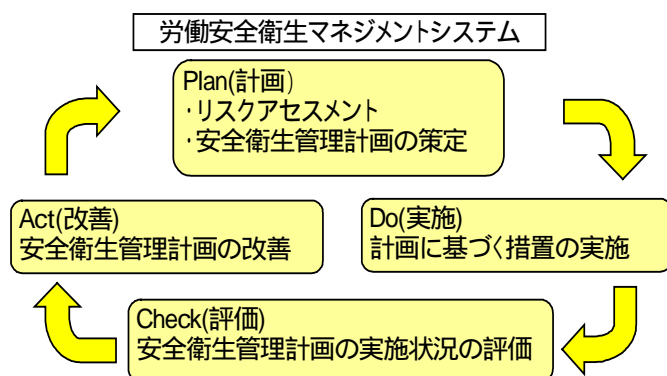 労働安全衛生マネジメントシステム
Plan(計画)
・リスクアセスメント
・安全衛生管理計画の策定
Act(改善)
安全衛生管理計画の改善
Do(実施)
計画に基づく措置の実施
Check(評価)
安全衛生管理計画の実施状況の評価